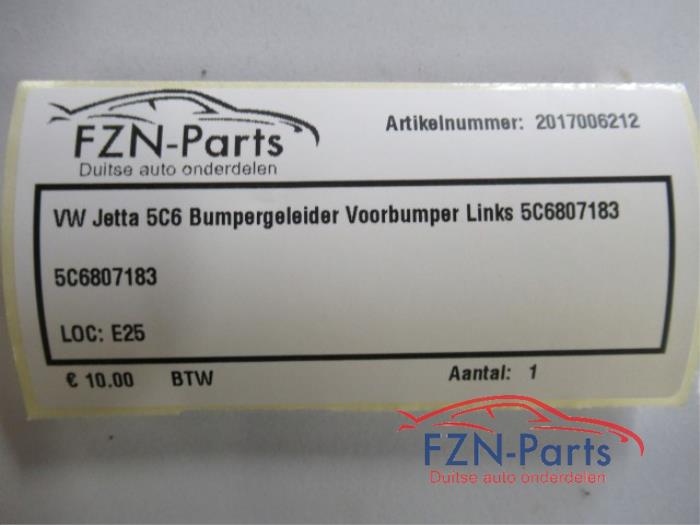 FZN-Parts
Duitse auto onderdelen
Artikelnummer: 2017006212
VW Jetta 5C6 Bumpergeleider Voorbumper Links 5C6807183
5C6807183
LOC: E25
€ 10.00 BTW Aantal: 1
FZN-Parts
Duitse auto onderdelen